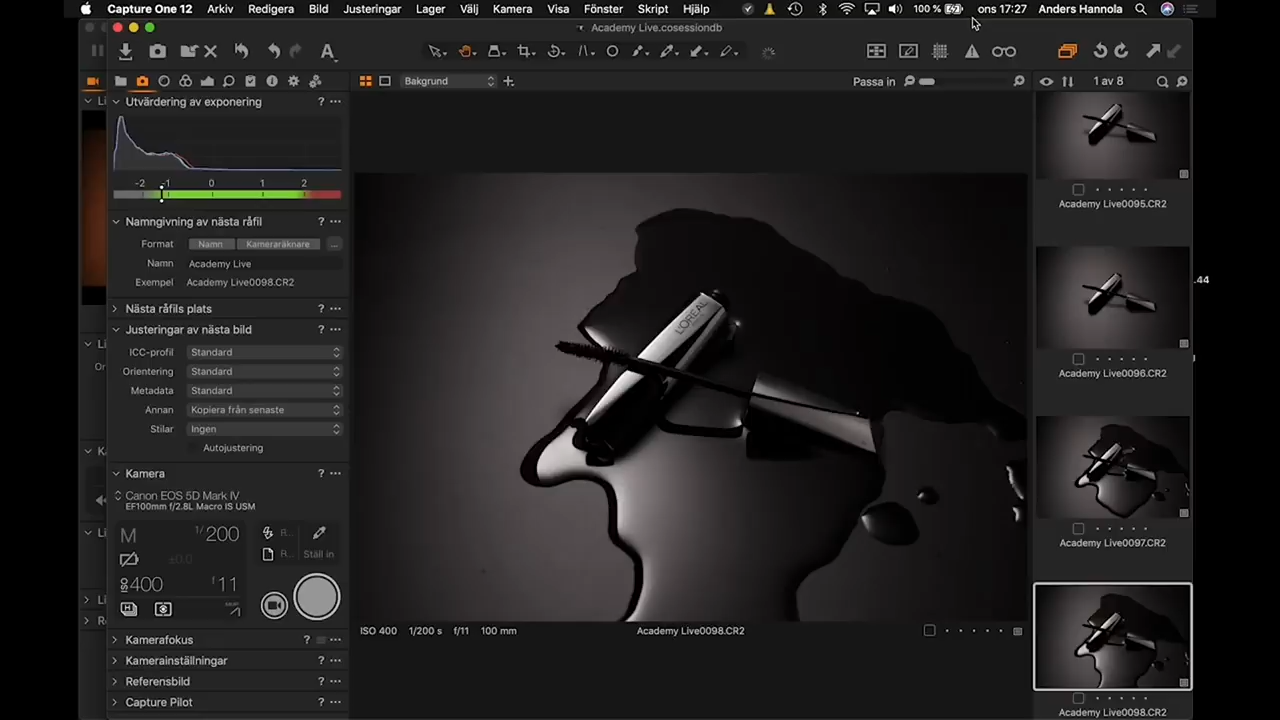 Capture One 12 Arkiv Redigera Bild Justeringar Lager Välj Kamera Visa Fönster Skript Hjälp 100 % ons 17:27 Anders Hannola
Academy Live.cosessiondb
Bakgrund
Passa in
1 av 8
Utvärdering av exponering
-2 -1 0 1 2
Namngivning av nästa råfil
Format Namn Kameraräknare ...
Namn Academy Live
Exempel Academy Live0098.CR2
Nästa råfils plats
Justeringar av nästa bild
ICC-profil Standard
Orientering Standard
Metadata Standard
Annan Kopiera från senaste
Stilar Ingen
Autojustering
Kamera
Canon EOS 5D Mark IV
EF100mm f/2.8L Macro IS USM
M 1/200
±0.0
Ställ in
ISO 400 f 11
Kamerafokus
Kamerainställningar
Referensbild
Capture Pilot
L'ORÉAL
ISO 400 1/200 s f/11 100 mm
Academy Live0098.CR2
Academy Live0095.CR2
Academy Live0096.CR2
Academy Live0097.CR2
Academy Live0098.CR2
.44